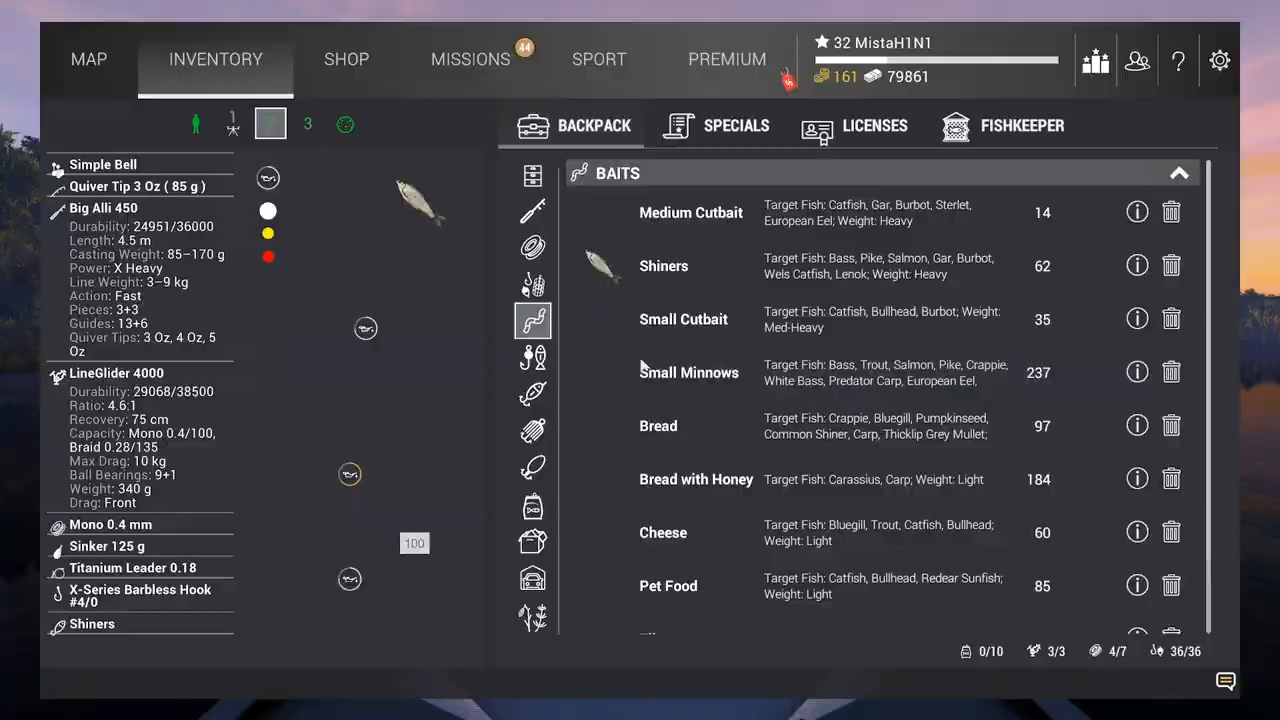 MAP INVENTORY SHOP MISSIONS 44 SPORT PREMIUM
32 MistaH1N1
161 79861
1 3
BACKPACK SPECIALS LICENSES FISHKEEPER
Simple Bell
Quiver Tip 3 Oz ( 85 g )
Big Alli 450
Durability: 24951/36000
Length: 4.5 m
Casting Weight: 85–170 g
Power: X Heavy
Line Weight: 3–9 kg
Action: Fast
Pieces: 3+3
Guides: 13+6
Quiver Tips: 3 Oz, 4 Oz, 5
Oz
LineGlider 4000
Durability: 29068/38500
Ratio: 4.6:1
Recovery: 75 cm
Capacity: Mono 0.4/100,
Braid 0.28/135
Max Drag: 10 kg
Ball Bearings: 9+1
Weight: 340 g
Drag: Front
Mono 0.4 mm
Sinker 125 g
Titanium Leader 0.18
X-Series Barbless Hook
#4/0
Shiners
100
BAITS
Medium Cutbait
Target Fish: Catfish, Gar, Burbot, Sterlet,
European Eel; Weight: Heavy
14
Shiners
Target Fish: Bass, Pike, Salmon, Gar, Burbot,
Wels Catfish, Lenok; Weight: Heavy
62
Small Cutbait
Target Fish: Catfish, Bullhead, Burbot; Weight:
Med-Heavy
35
Small Minnows
Target Fish: Bass, Trout, Salmon, Pike, Crappie,
White Bass, Predator Carp, European Eel,
237
Bread
Target Fish: Crappie, Bluegill, Pumpkinseed,
Common Shiner, Carp, Thicklip Grey Mullet;
97
Bread with Honey
Target Fish: Carassius, Carp; Weight: Light
184
Cheese
Target Fish: Bluegill, Trout, Catfish, Bullhead;
Weight: Light
60
Pet Food
Target Fish: Catfish, Bullhead, Redear Sunfish;
Weight: Light
85
0/10 3/3 4/7 36/36